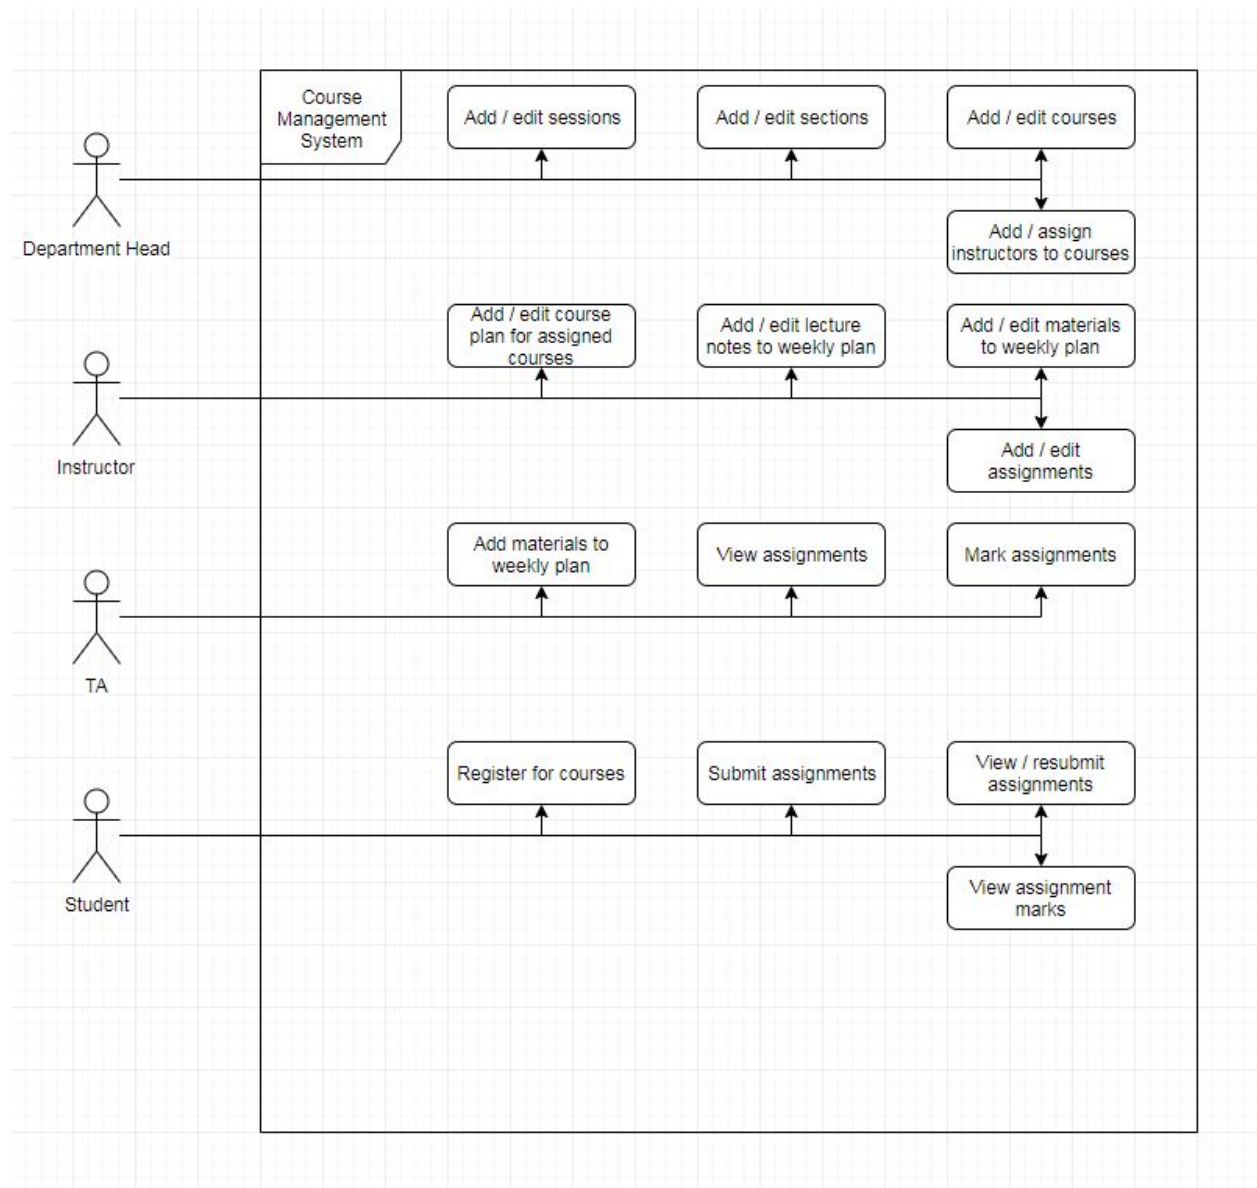 Course
Management
System
Add / edit sessions
Add / edit sections
Add / edit courses
Department Head
Add / assign
instructors to courses
Add / edit course
plan for assigned
courses
Add / edit lecture
notes to weekly plan
Add / edit materials
to weekly plan
Instructor
Add / edit
assignments
Add materials to
weekly plan
View assignments
Mark assignments
TA
Register for courses
Submit assignments
View / resubmit
assignments
Student
View assignment
marks